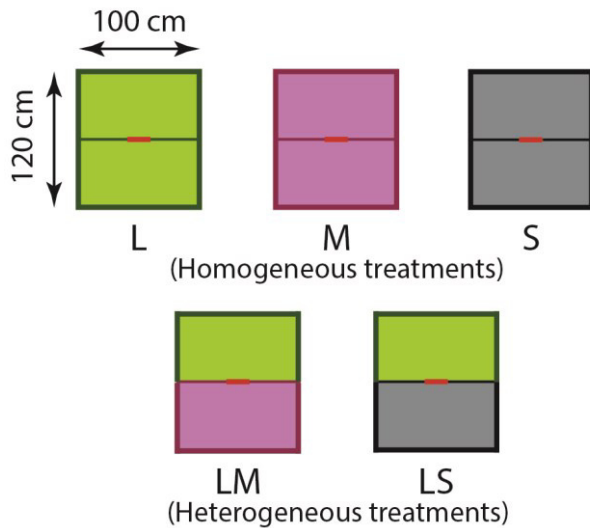 100 cm
120 cm
L M S
(Homogeneous treatments)
LM LS
(Heterogeneous treatments)